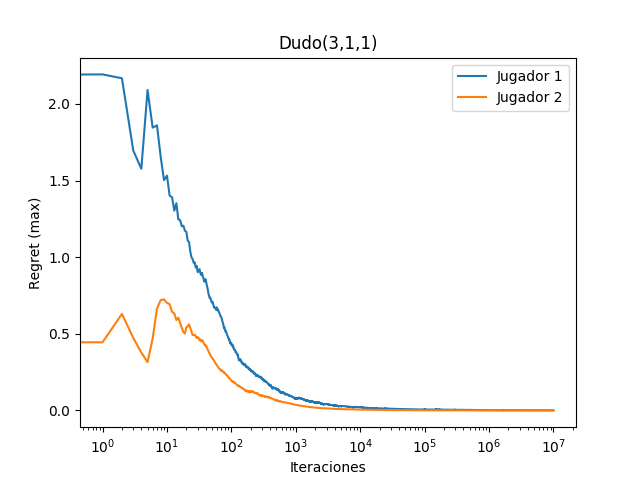 Dudo(3,1,1)
Jugador 1
Jugador 2
Regret (max)
2.0
1.5
1.0
0.5
0.0
10⁰ 10¹ 10² 10³ 10⁴ 10⁵ 10⁶ 10⁷
Iteraciones